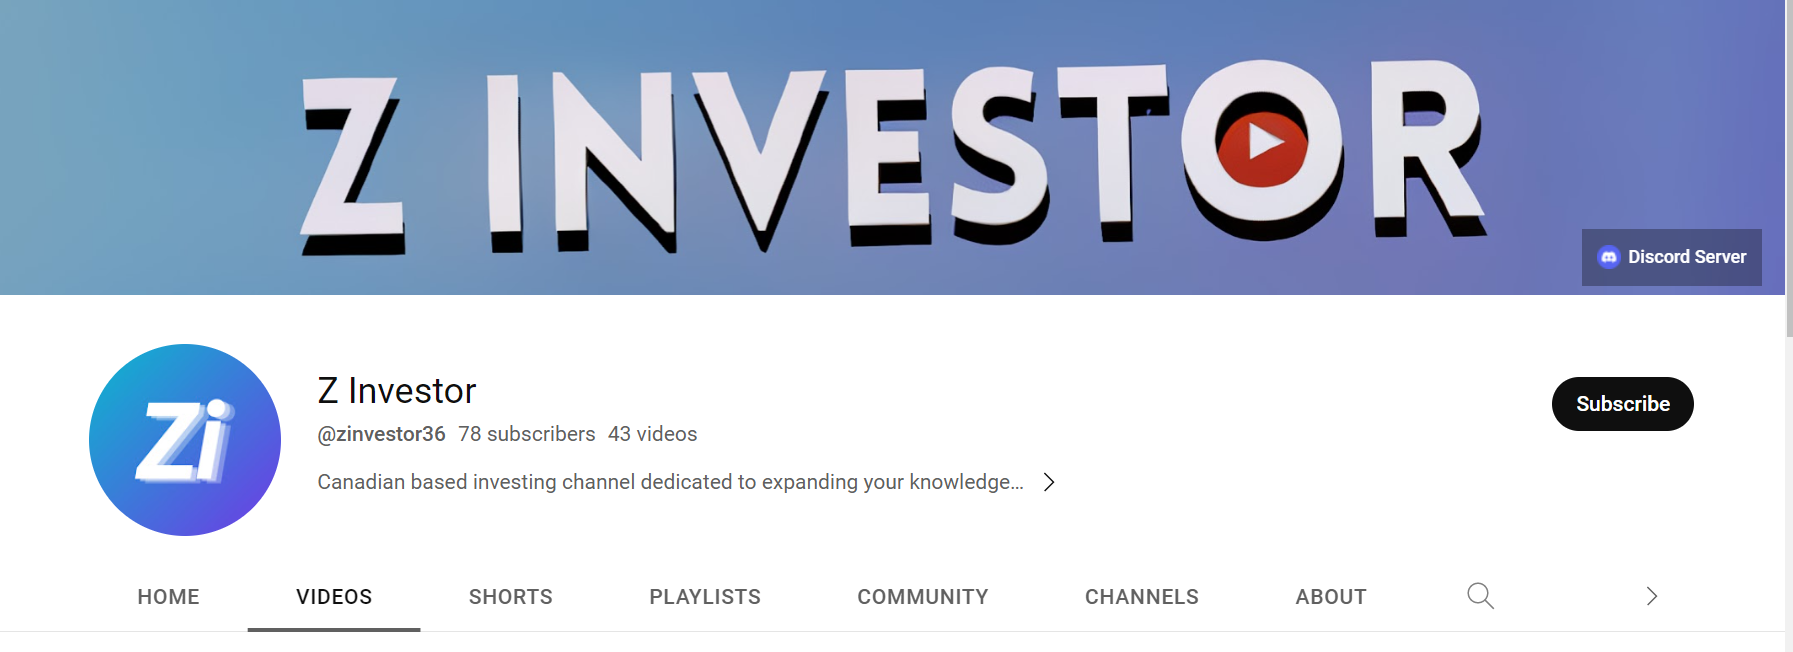 Z INVESTOR
Discord Server
Zi
Z Investor
@zinvestor36 78 subscribers 43 videos
Canadian based investing channel dedicated to expanding your knowledge...
Subscribe
HOME VIDEOS SHORTS PLAYLISTS COMMUNITY CHANNELS ABOUT